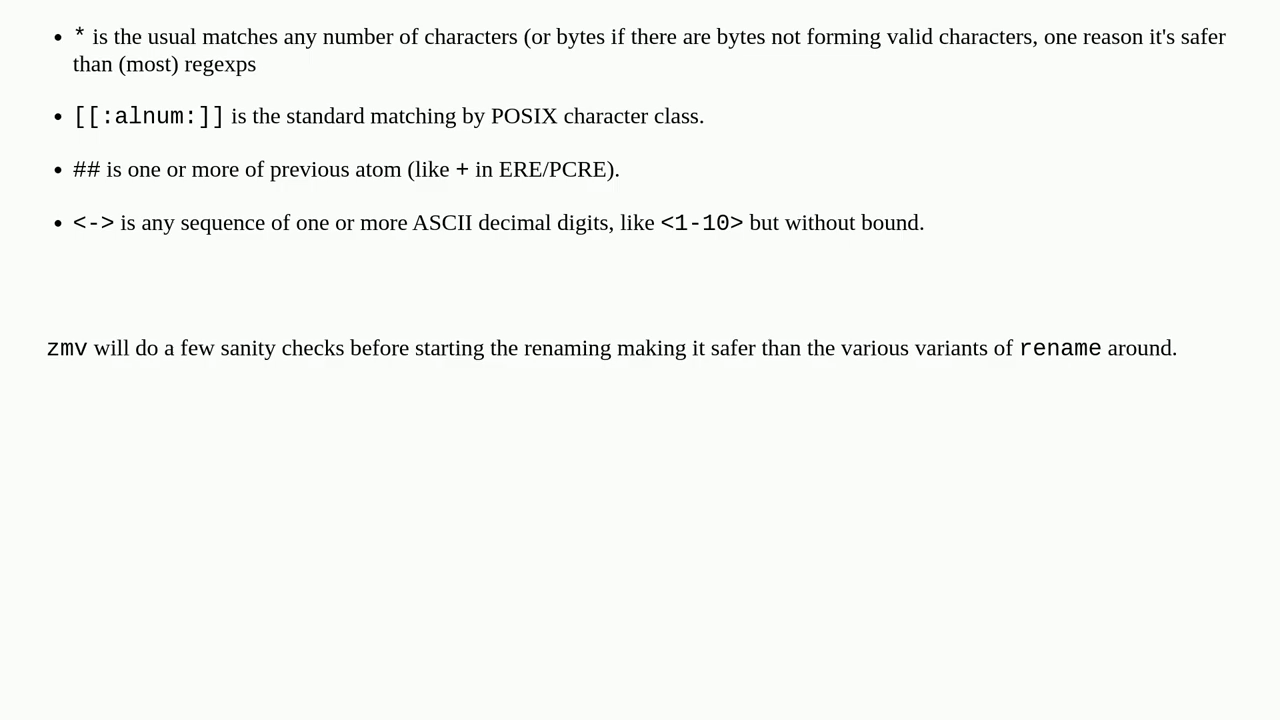 • * is the usual matches any number of characters (or bytes if there are bytes not forming valid characters, one reason it's safer
than (most) regexps
• [[:alnum:]] is the standard matching by POSIX character class.
• ## is one or more of previous atom (like + in ERE/PCRE).
• <-> is any sequence of one or more ASCII decimal digits, like <1-10> but without bound.
zmv will do a few sanity checks before starting the renaming making it safer than the various variants of rename around.